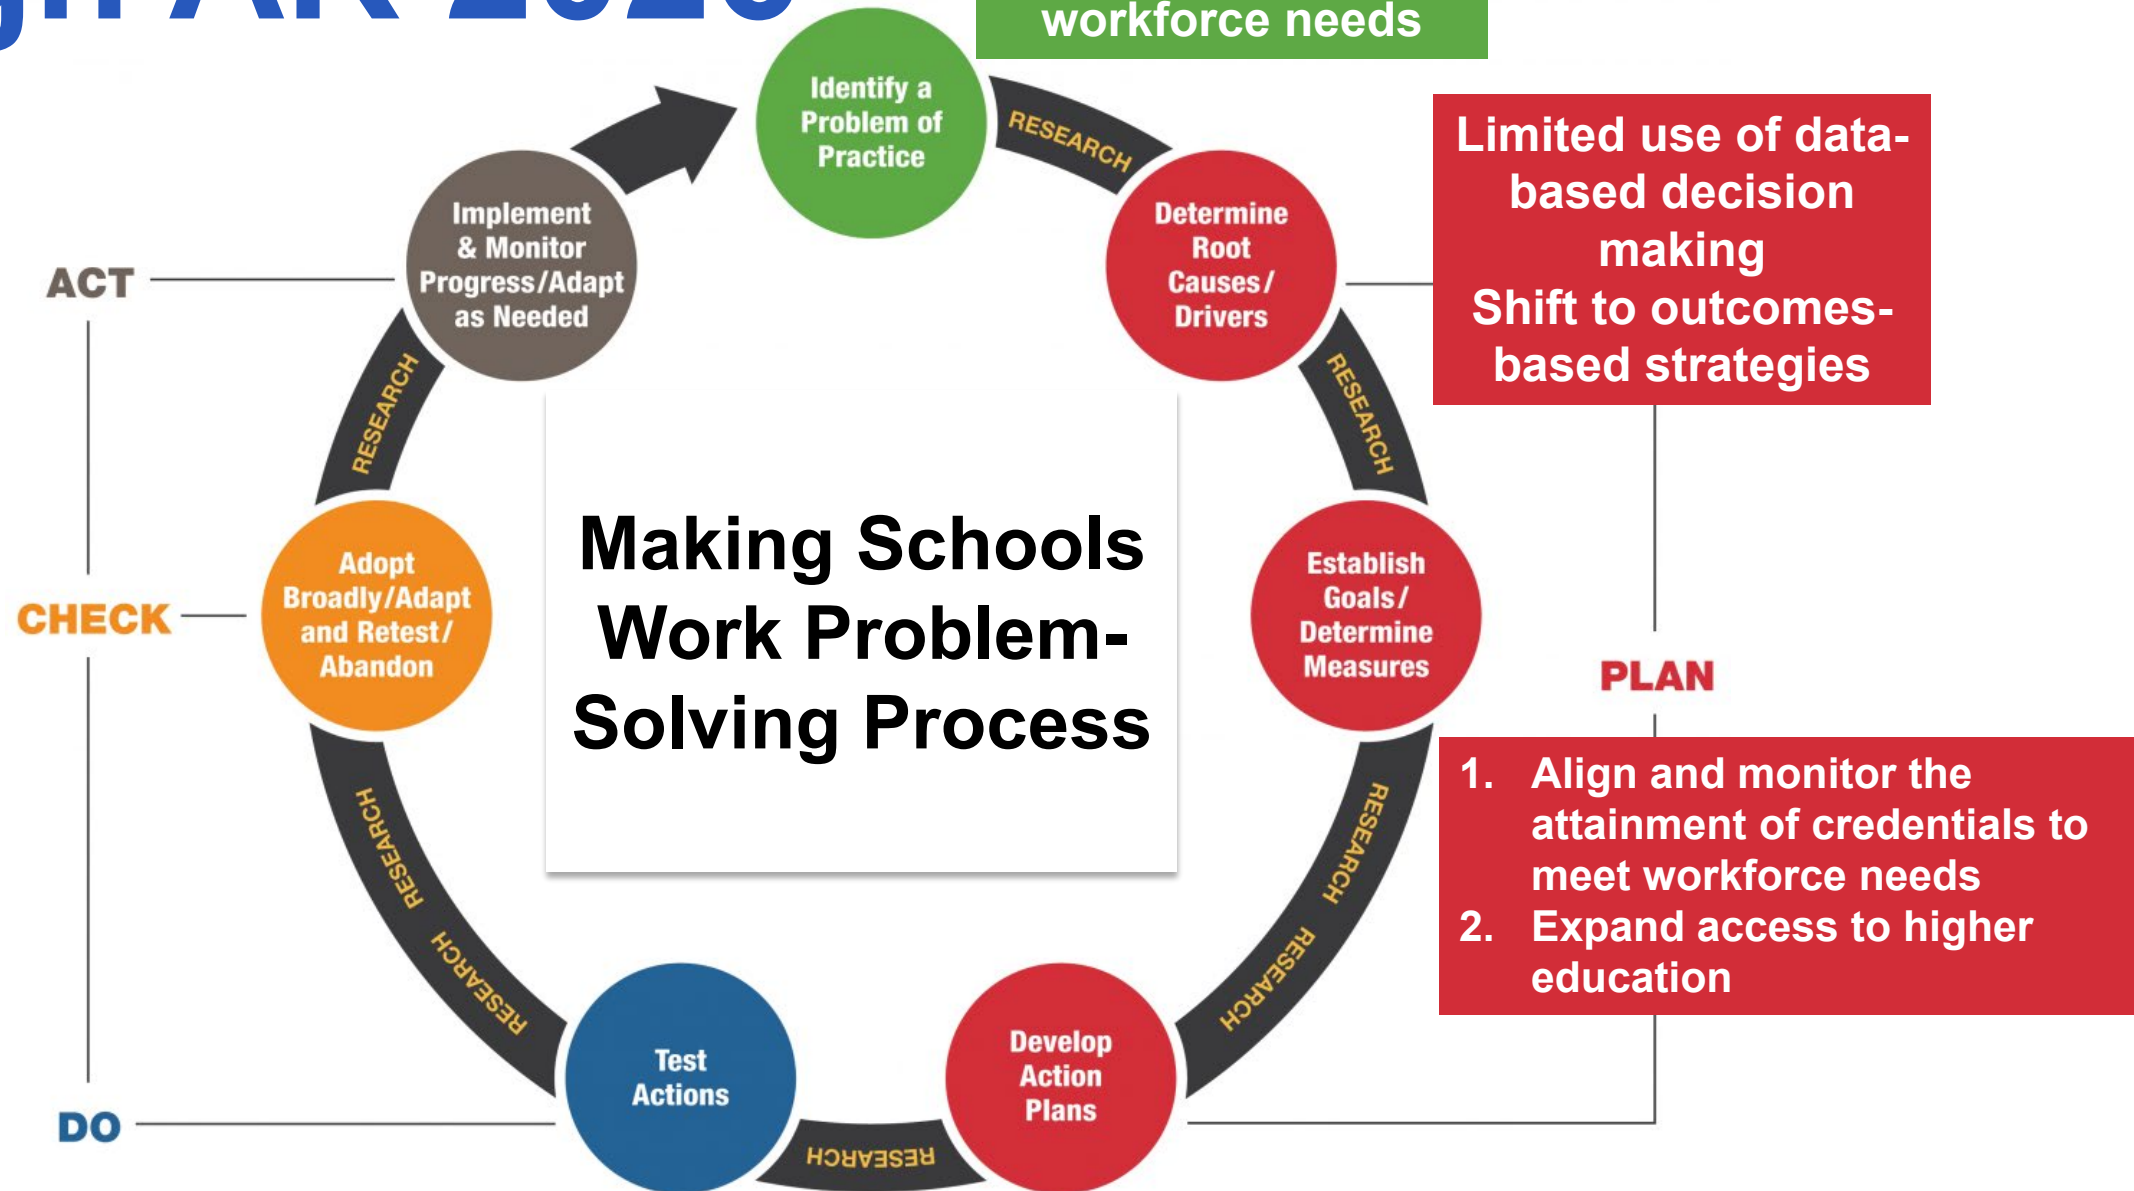 workforce needs
Identify a
Problem of
Practice
RESEARCH
Determine
Root
Causes/
Drivers
Limited use of data-
based decision
making
Shift to outcomes-
based strategies
RESEARCH
Establish
Goals/
Determine
Measures
PLAN
1. Align and monitor the
attainment of credentials to
meet workforce needs
2. Expand access to higher
education
RESEARCH
RESEARCH
Develop
Action
Plans
RESEARCH
Test
Actions
DO
RESEARCH
RESEARCH
Adopt
Broadly/Adapt
and Retest/
Abandon
CHECK
RESEARCH
Implement
& Monitor
Progress/Adapt
as Needed
ACT
Making Schools
Work Problem-
Solving Process